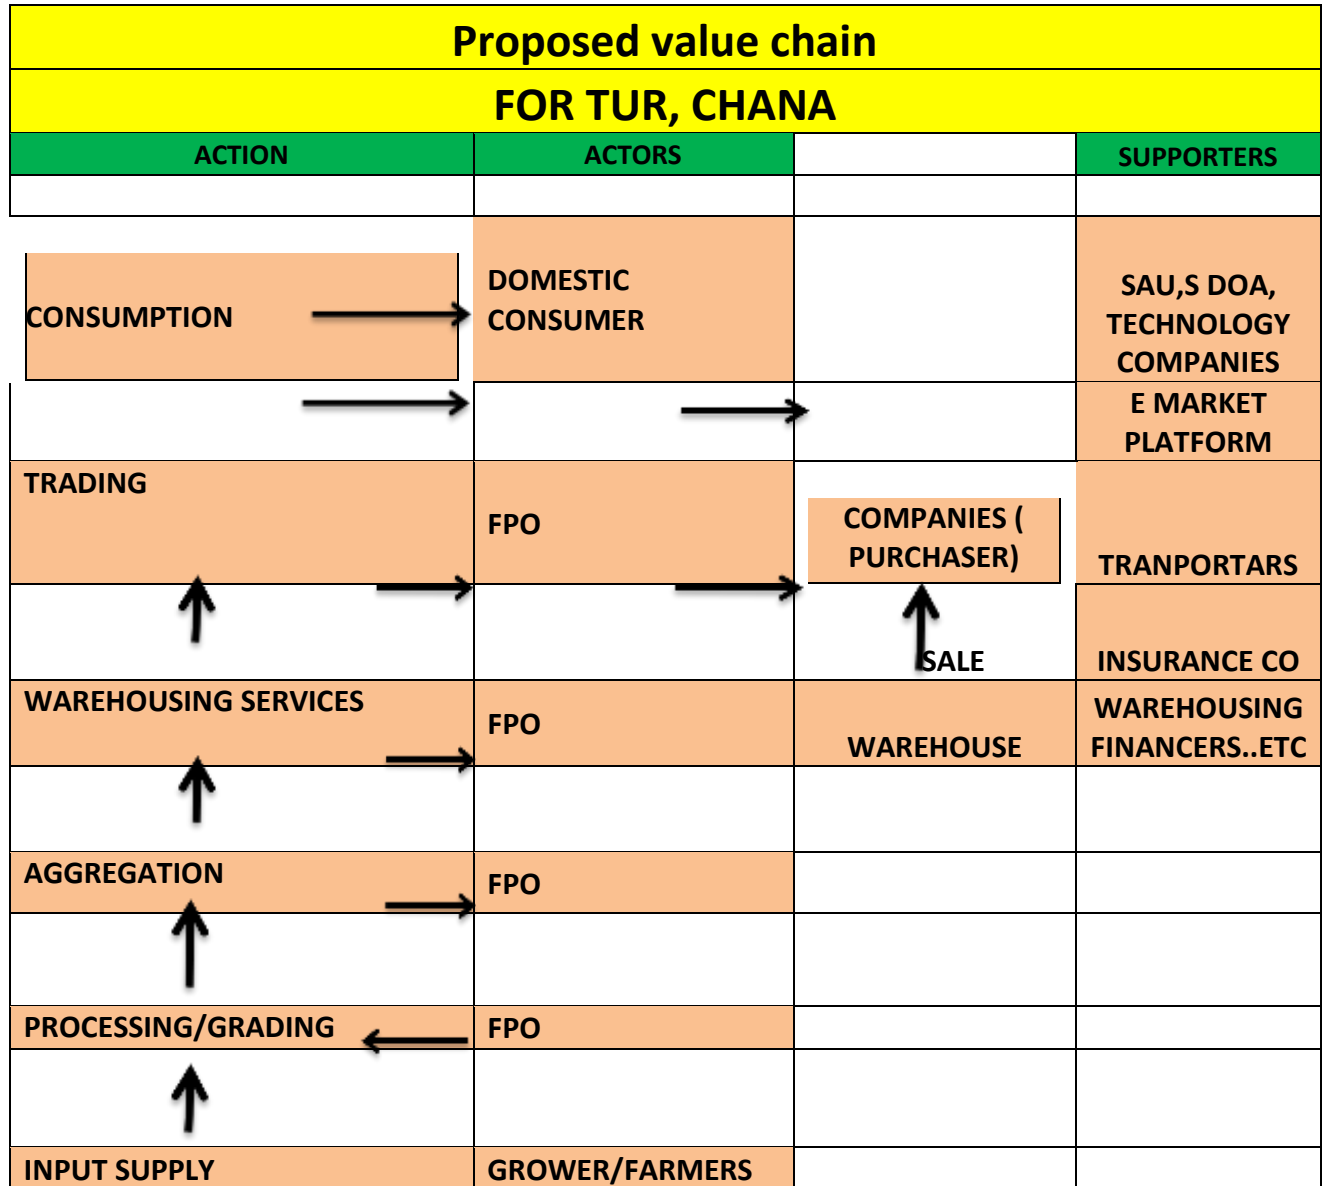 Proposed value chain
FOR TUR, CHANA
ACTION
ACTORS
SUPPORTERS
CONSUMPTION
DOMESTIC
CONSUMER
SAU,S DOA,
TECHNOLOGY
COMPANIES
E MARKET
PLATFORM
TRADING
FPO
COMPANIES (
PURCHASER)
TRANPORTARS
SALE
INSURANCE CO
WAREHOUSING SERVICES
FPO
WAREHOUSE
WAREHOUSING
FINANCERS..ETC
AGGREGATION
FPO
PROCESSING/GRADING
FPO
INPUT SUPPLY
GROWER/FARMERS